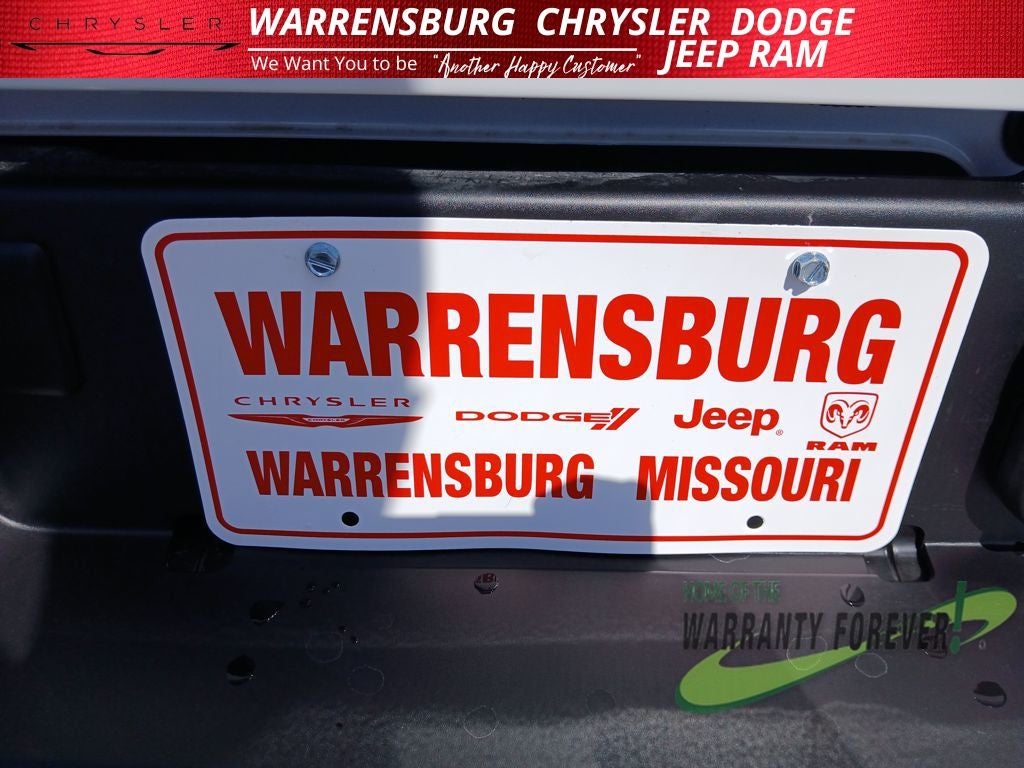 CHRYSLER
WARRENSBURG CHRYSLER DODGE
JEEP RAM
We Want You to be "Another Happy Customer"
WARRENSBURG
CHRYSLER DODGE Jeep® RAM
WARRENSBURG MISSOURI
HOME OF THE
WARRANTY FOREVER!